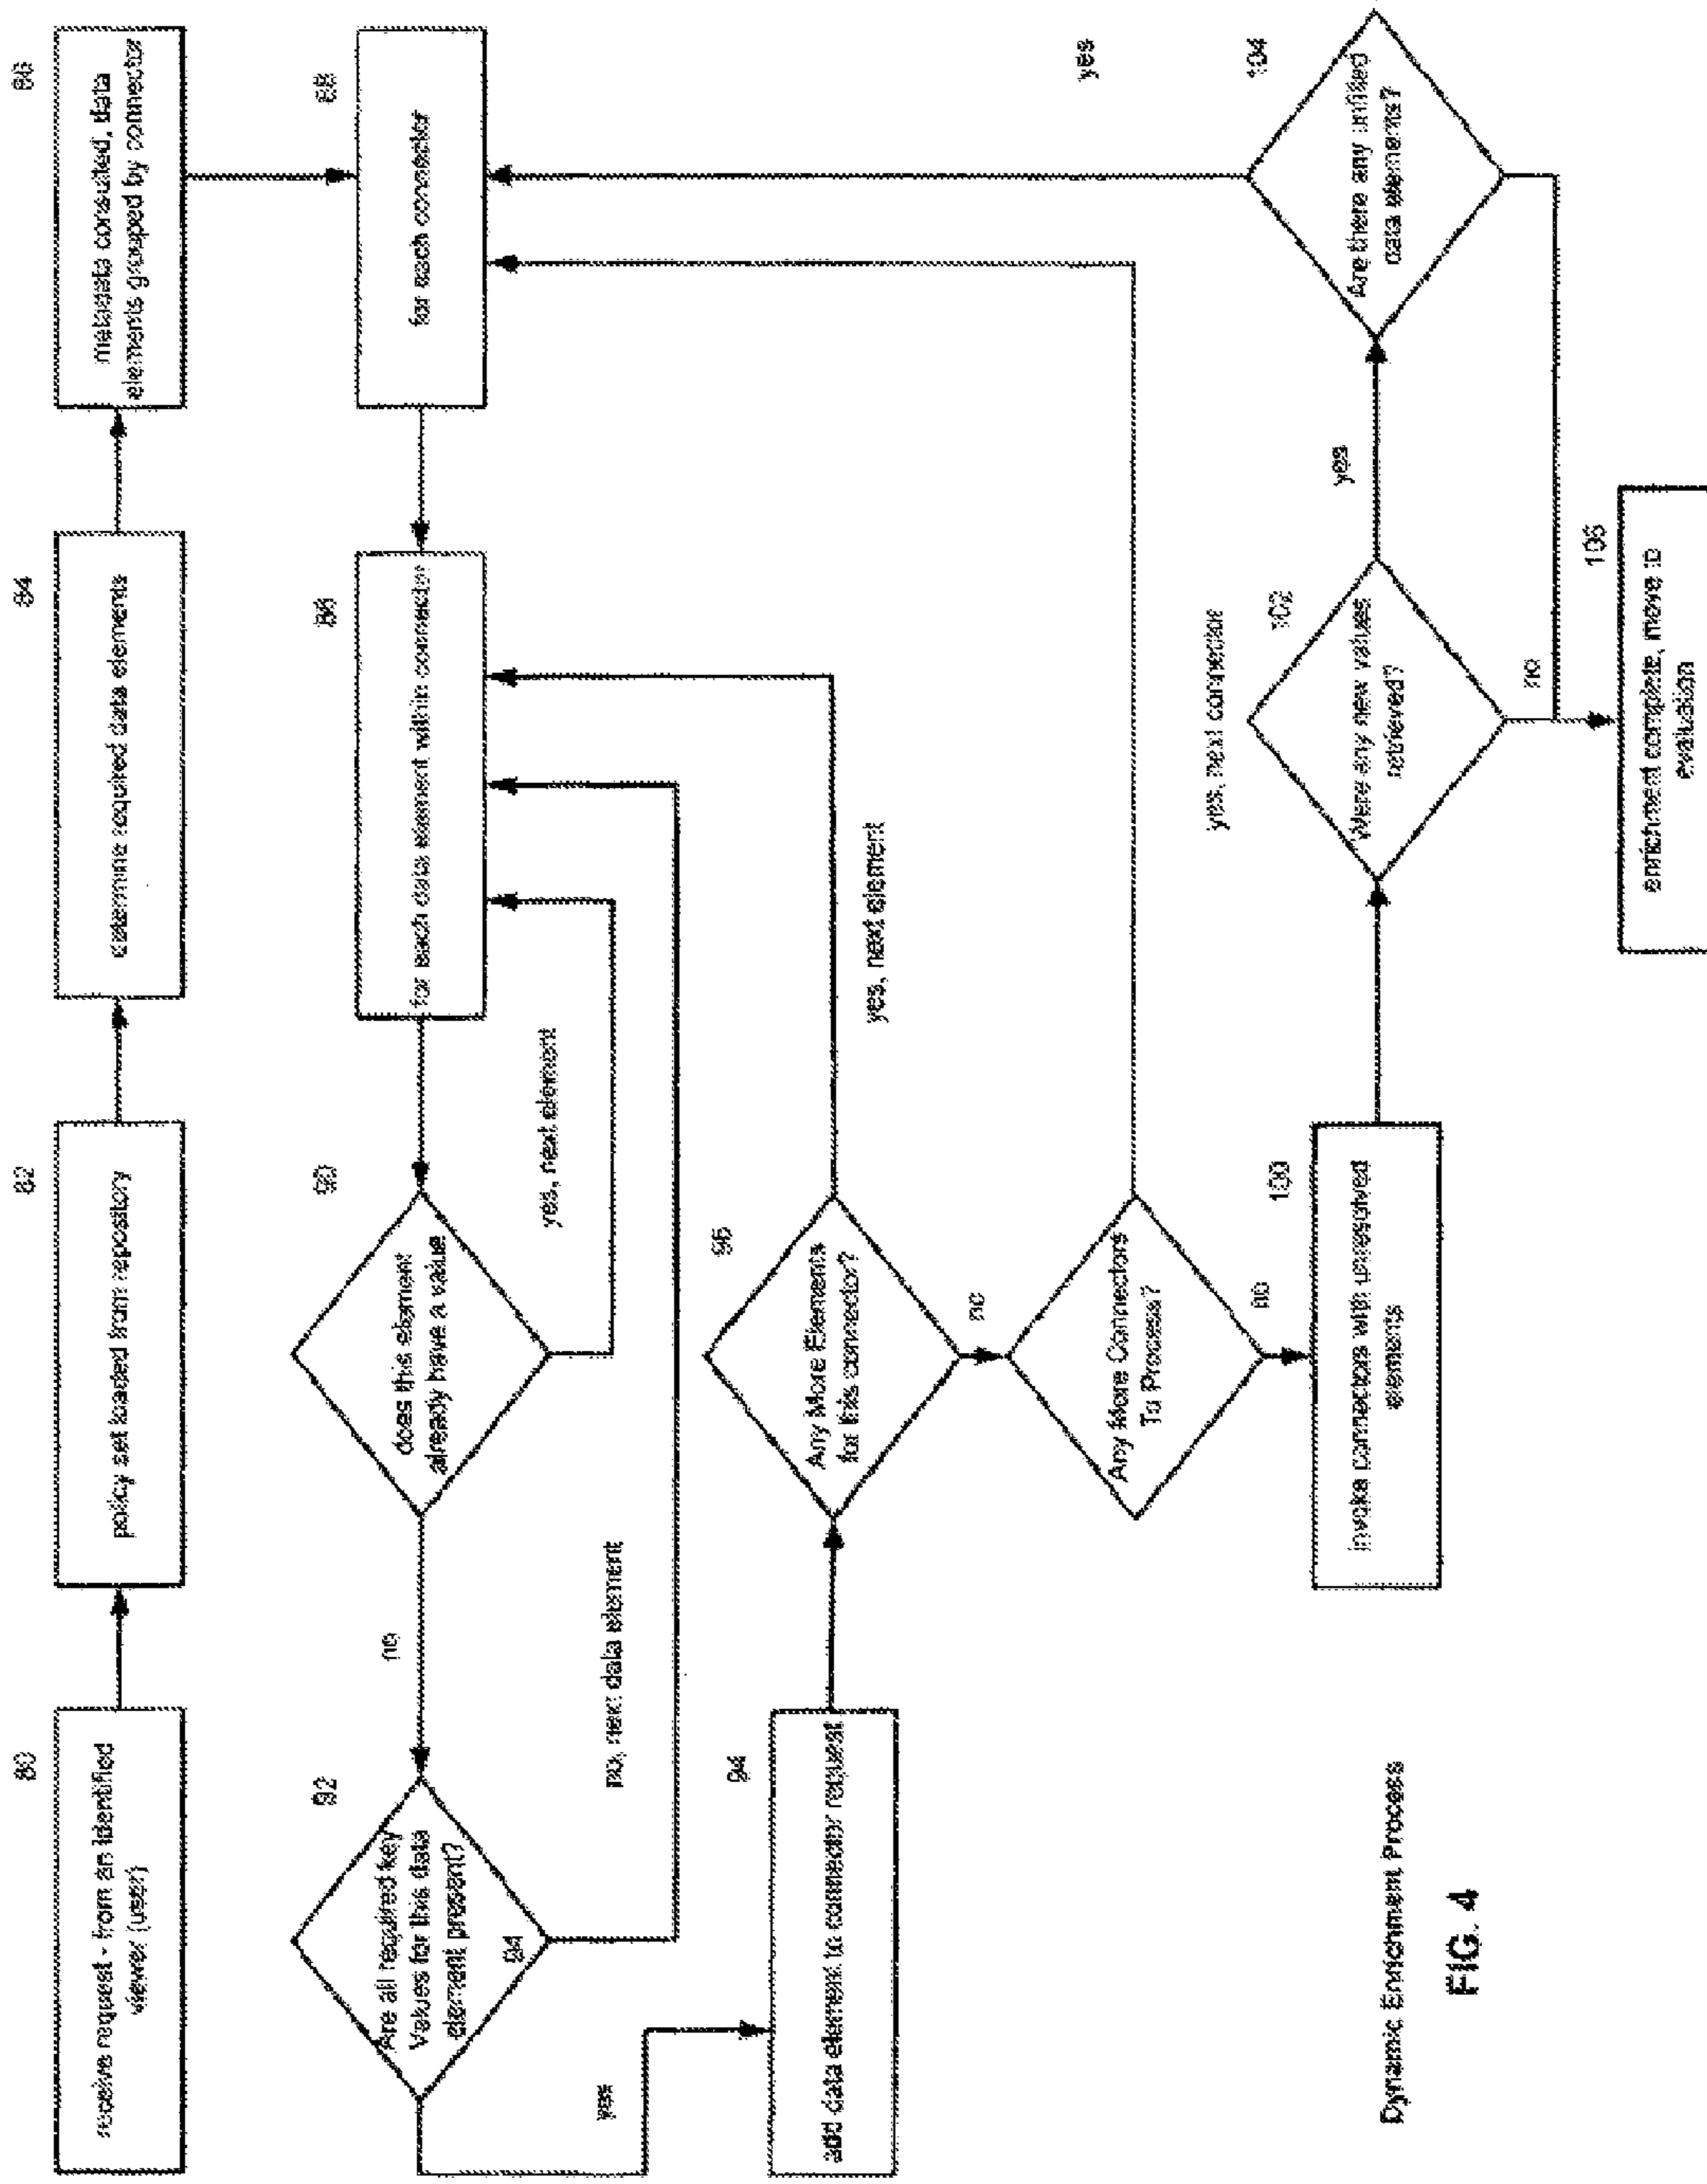 80
receive request - from an identified
viewer (user)
82
policy set loaded from repository
84
determine required data elements
86
metadata consulted, data
elements grouped by connector
88
for each connector
88
for each data element within connector
90
does this element
already have a value
yes, next element
no
92
Are all required key
Values for this data
element present?
94
no, next data element
yes
94
add data element to connector request
96
Any More Elements
for this connector?
yes, next element
no
Any More Connectors
To Process?
yes, next connector
no
100
invoke connectors with unresolved
elements
102
Were any new values
retrieved?
yes
no
104
Are there any unfilled
data elements?
yes
106
enrichment complete, move to
evaluation
Dynamic Enrichment Process
FIG. 4